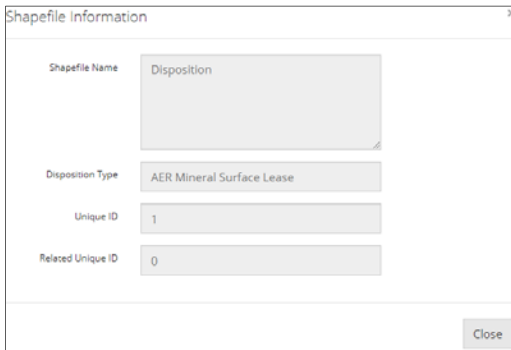 Shapefile Information
Shapefile Name
Disposition
Disposition Type
AER Mineral Surface Lease
Unique ID
1
Related Unique ID
0
Close